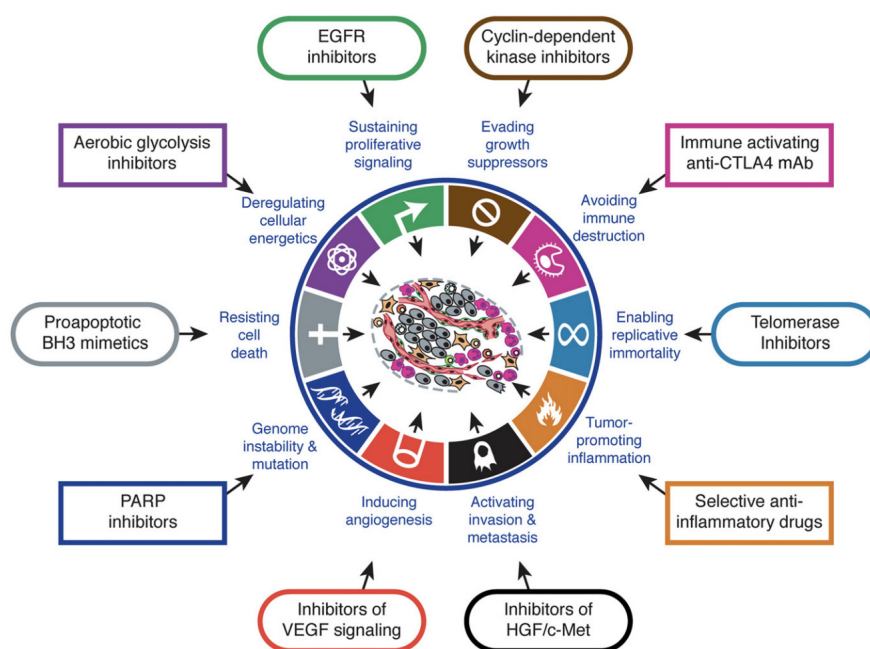 EGFR
inhibitors
Cyclin-dependent
kinase inhibitors
Sustaining
proliferative
signaling
Evading
growth
suppressors
Aerobic glycolysis
inhibitors
Immune activating
anti-CTLA4 mAb
Deregulating
cellular
energetics
Avoiding
immune
destruction
Proapoptotic
BH3 mimetics
Resisting
cell
death
Enabling
replicative
immortality
Telomerase
Inhibitors
Genome
instability &
mutation
Tumor-
promoting
inflammation
PARP
inhibitors
Inducing
angiogenesis
Activating
invasion &
metastasis
Selective anti-
inflammatory drugs
Inhibitors of
VEGF signaling
Inhibitors of
HGF/c-Met